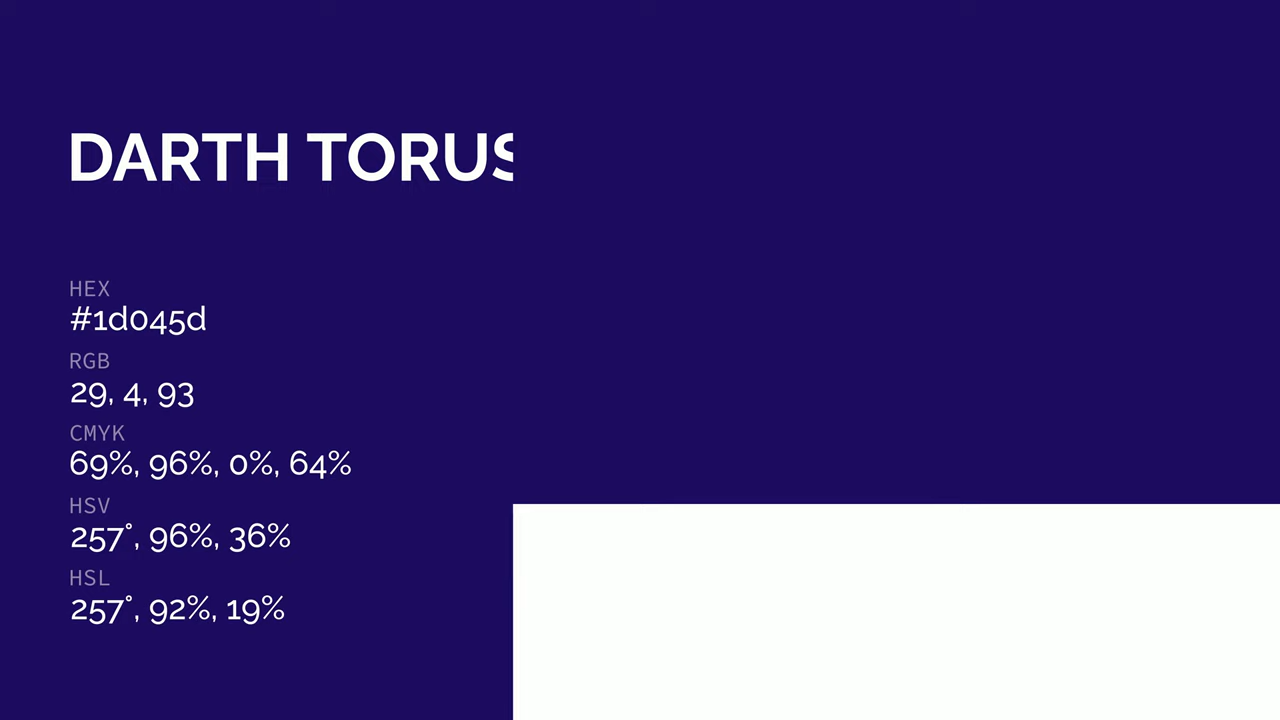 DARTH TORUS
HEX
#1d045d
RGB
29, 4, 93
CMYK
69%, 96%, 0%, 64%
HSV
257°, 96%, 36%
HSL
257°, 92%, 19%